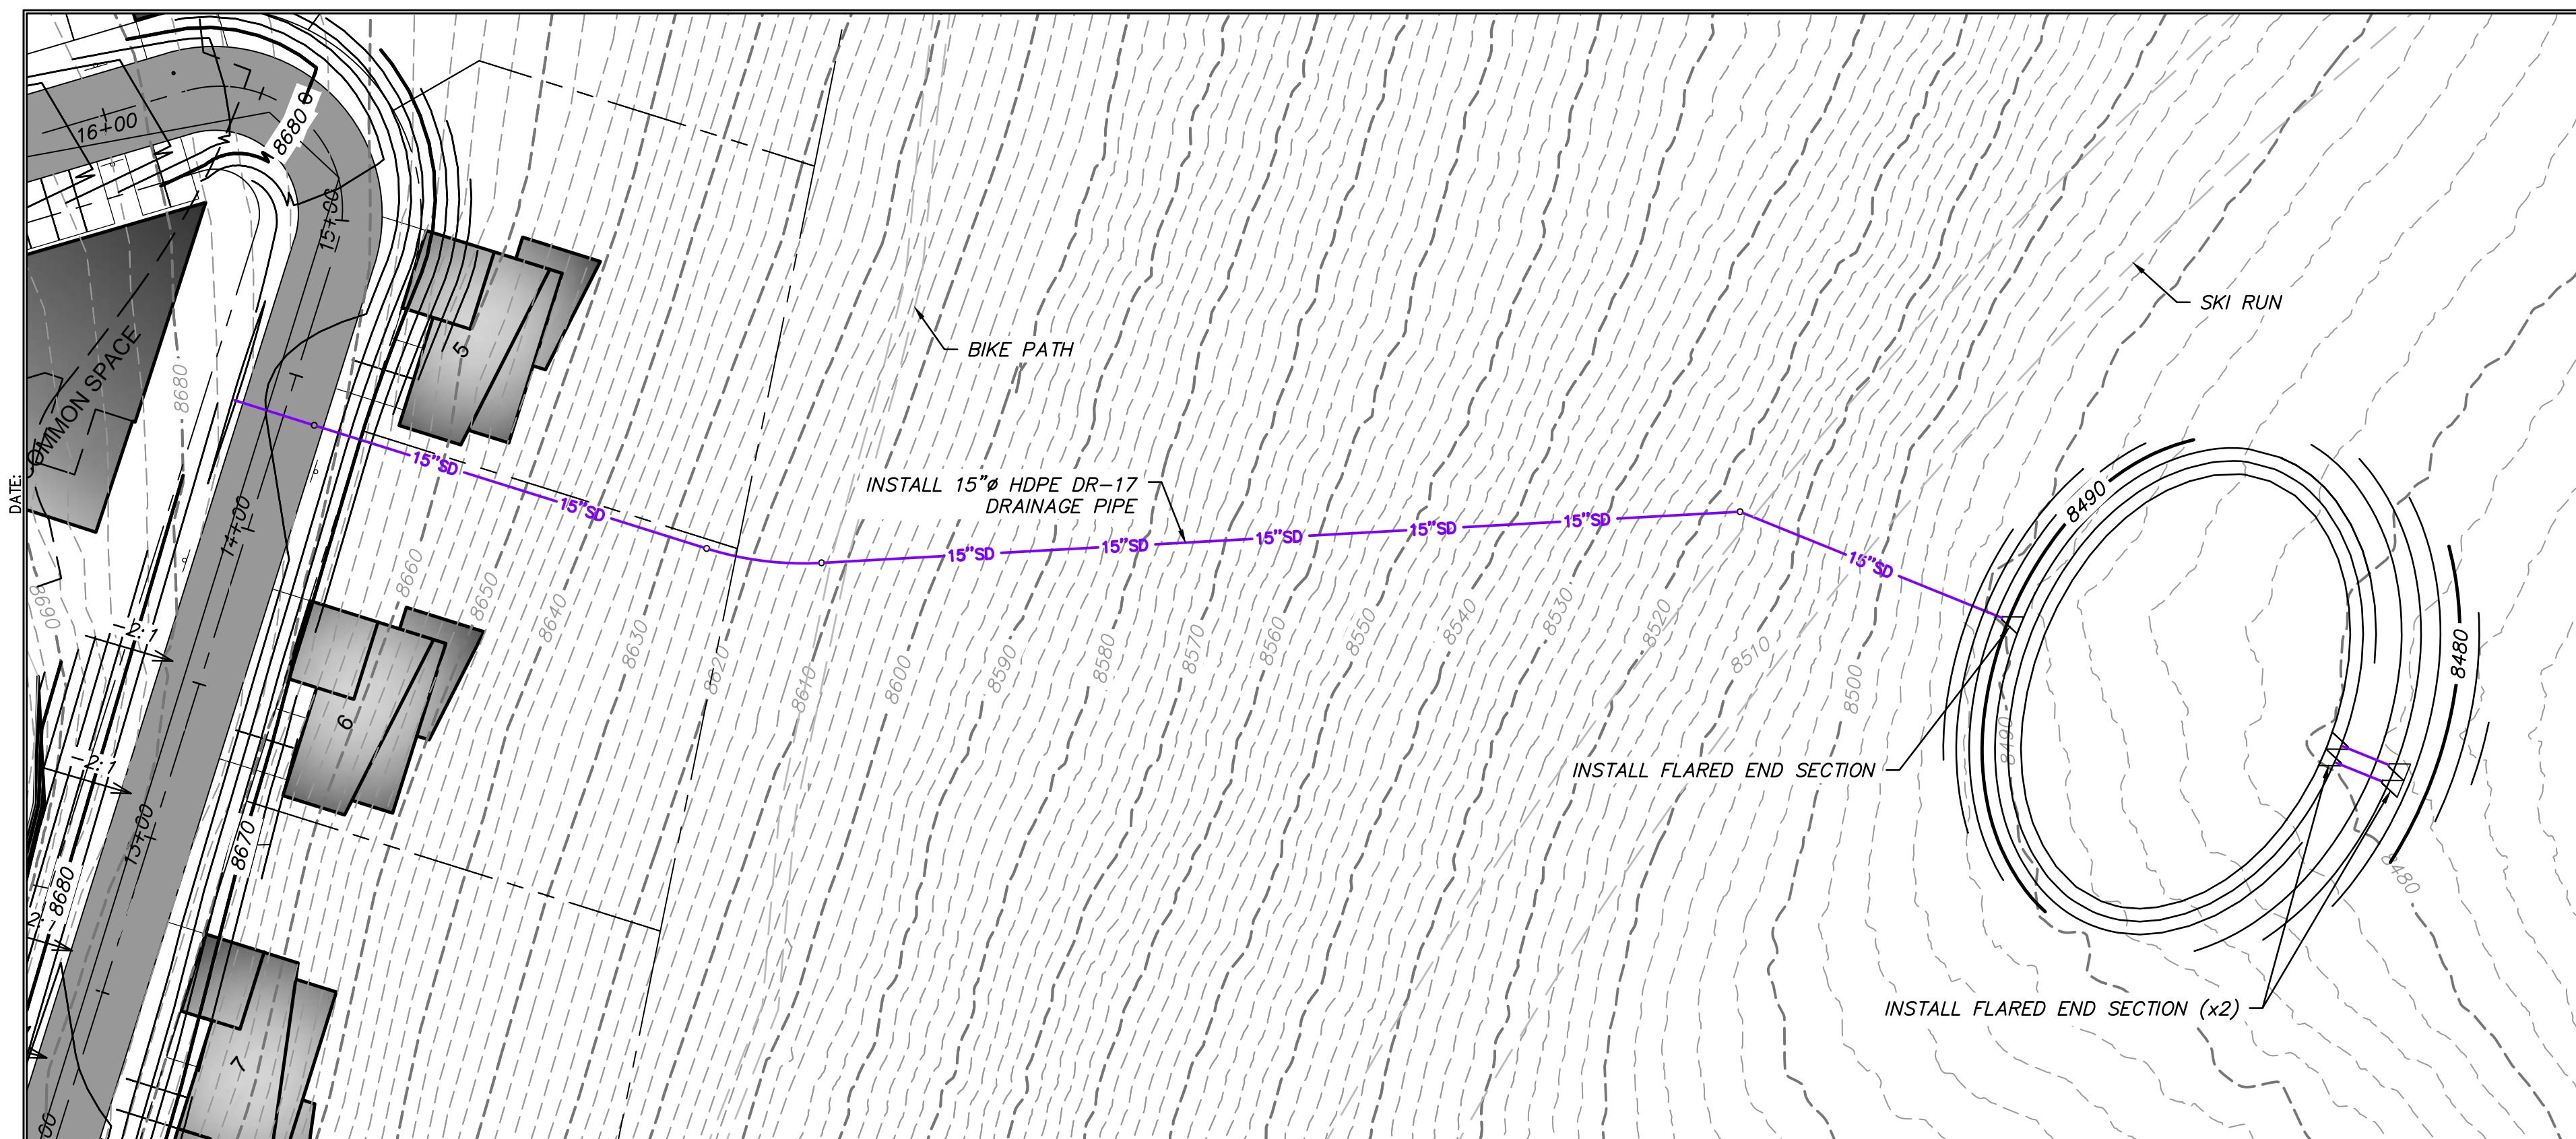 16+00
8680
15+00
5
COMMON SPACE
8680
BIKE PATH
SKI RUN
DATE:
14+00
15"SD
15"SD
INSTALL 15"Ø HDPE DR-17
DRAINAGE PIPE
15"SD
15"SD
15"SD
15"SD
15"SD
15"SD
8490
8690
-2:1
6
8660
8650
8640
8630
8620
8610
8600
8590
8580
8570
8560
8550
8540
8530
8520
8510
8500
8490
8480
-2:1
INSTALL FLARED END SECTION
13+00
8670
8680
8480
INSTALL FLARED END SECTION (x2)
7